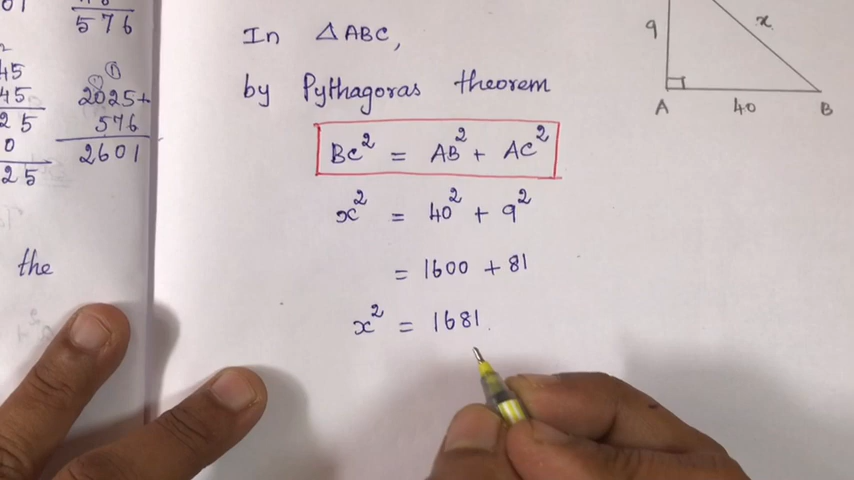 576
45
45
25
0
25
2025+
576
2601
the
In △ABC,
by Pythagoras theorem
BC² = AB² + AC²
x² = 40² + 9²
= 1600 + 81
x² = 1681
9
x
A
40
B